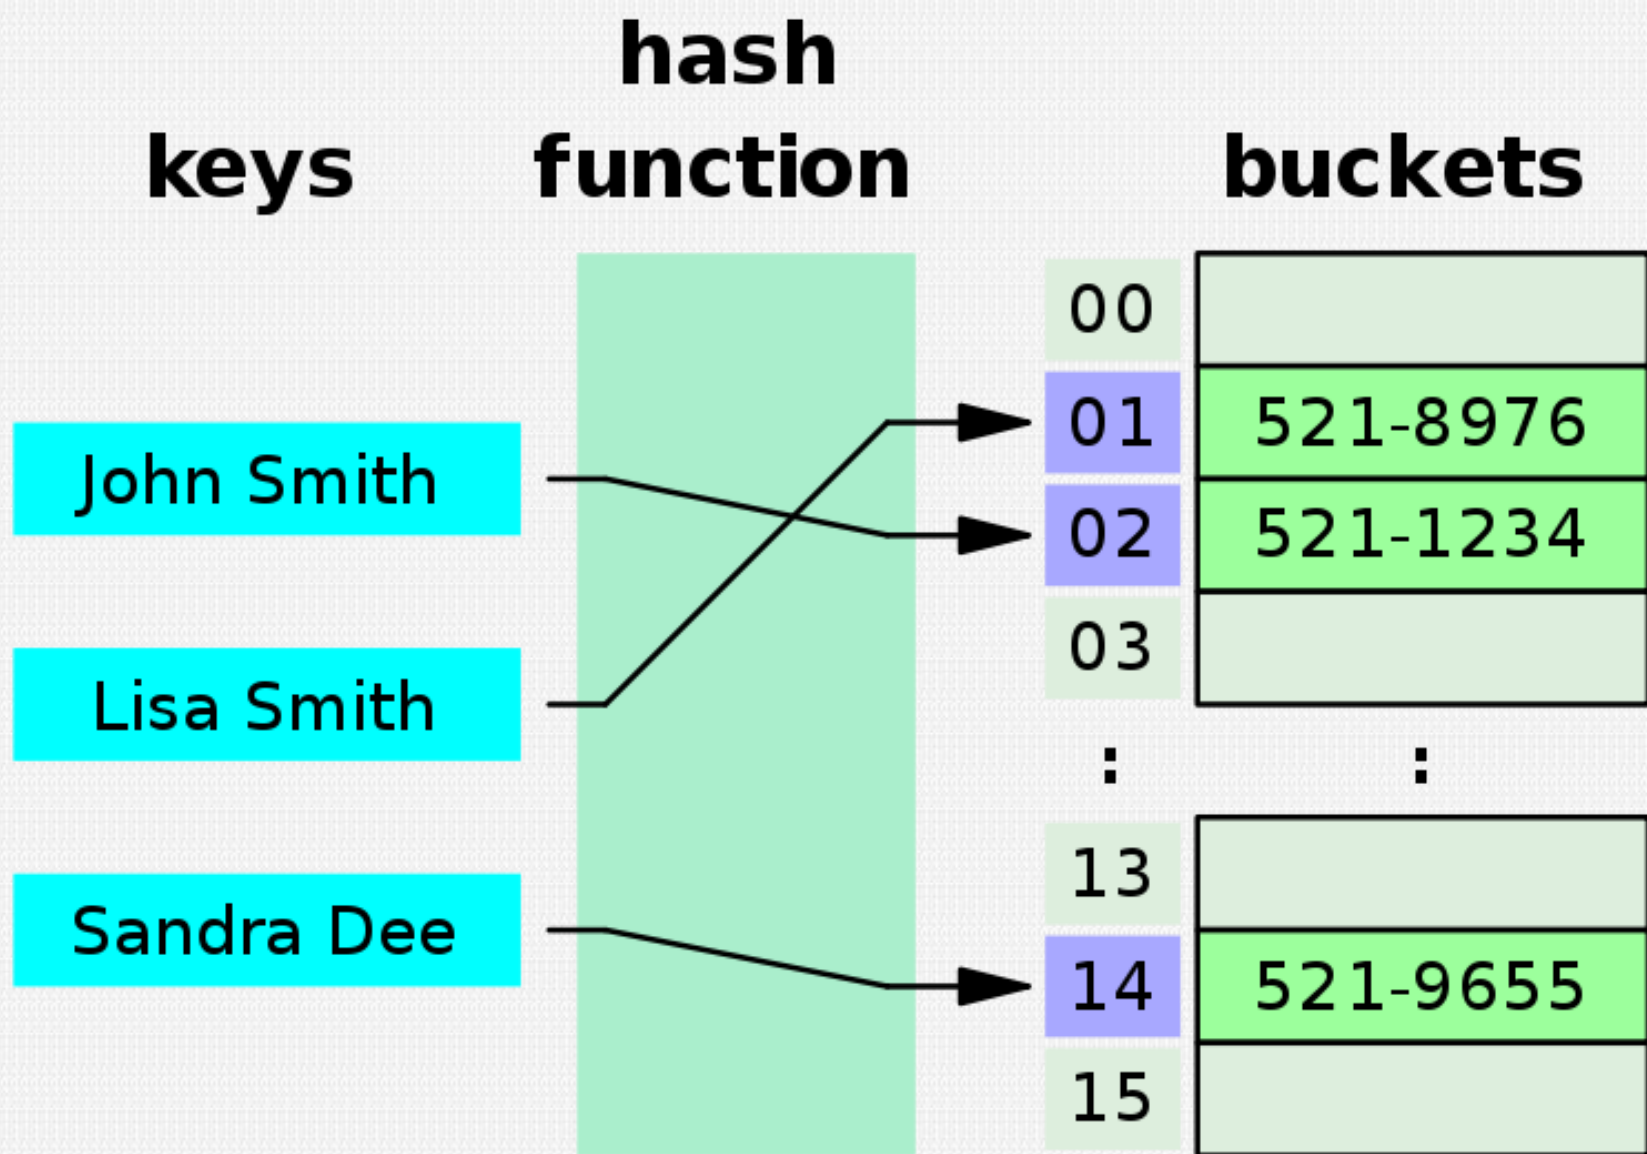 hash
keys function buckets
00
01 521-8976
John Smith
02 521-1234
03
Lisa Smith
: :
13
Sandra Dee
14 521-9655
15